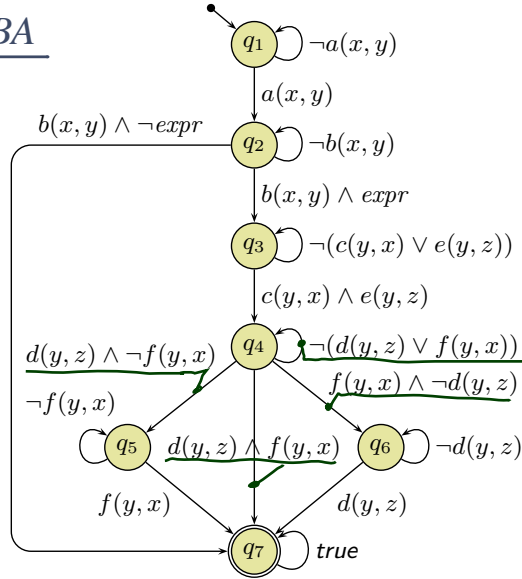 BA
q1
¬a(x, y)
a(x, y)
b(x, y) ∧ ¬expr
q2
¬b(x, y)
b(x, y) ∧ expr
q3
¬(c(y, x) ∨ e(y, z))
c(y, x) ∧ e(y, z)
d(y, z) ∧ ¬f(y, x)
q4
¬(d(y, z) ∨ f(y, x))
f(y, x) ∧ ¬d(y, z)
¬f(y, x)
q5
d(y, z) ∧ f(y, x)
q6
¬d(y, z)
f(y, x)
d(y, z)
q7
true